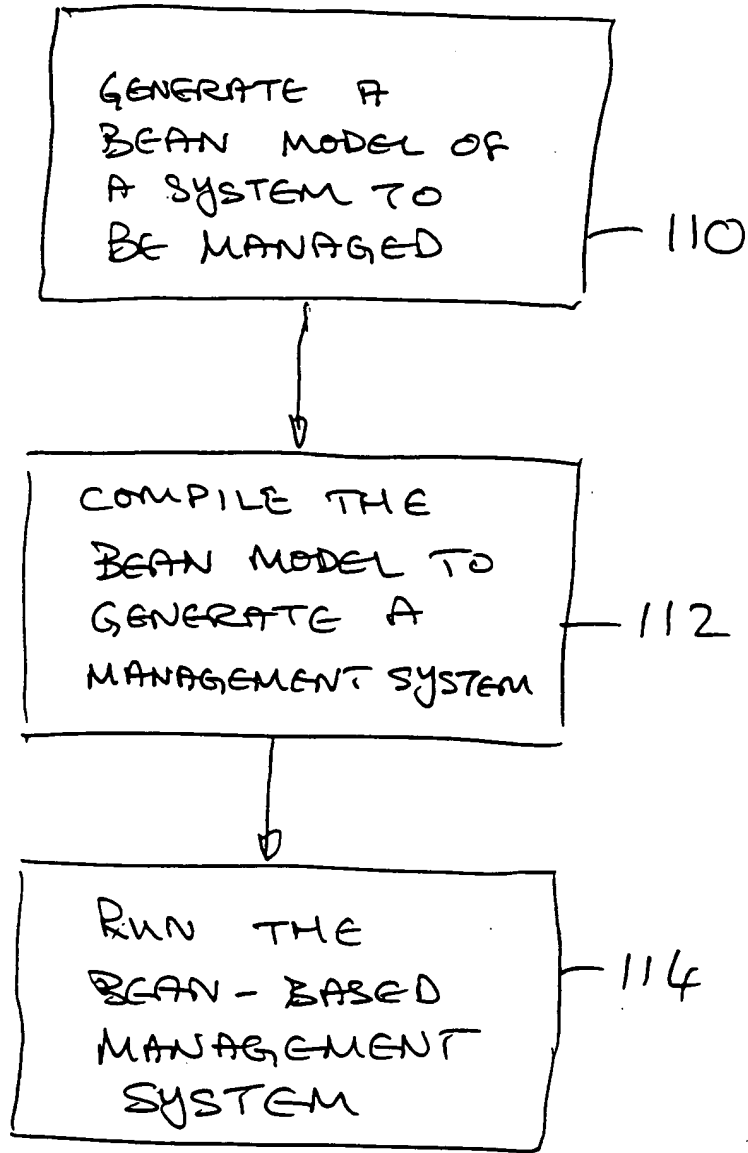 GENERATE A
BEAN MODEL OF
A SYSTEM TO
BE MANAGED
110
COMPILE THE
BEAN MODEL TO
GENERATE A
MANAGEMENT SYSTEM
112
RUN THE
BEAN-BASED
MANAGEMENT
SYSTEM
114